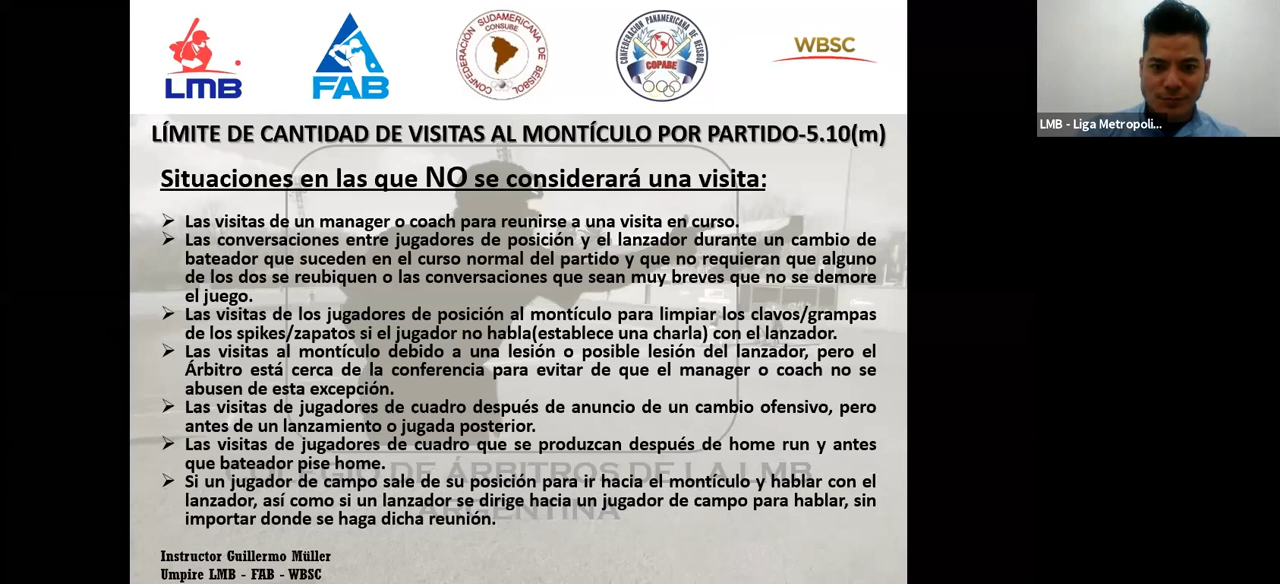 LMB
FAB
CONFEDERACIÓN SUDAMERICANA DE BÉISBOL
CONSUBE
CONFEDERACION PANAMERICANA DE BEISBOL
COPABE
WBSC
LMB - Liga Metropoli...
LÍMITE DE CANTIDAD DE VISITAS AL MONTÍCULO POR PARTIDO-5.10(m)
Situaciones en las que NO se considerará una visita:
Las visitas de un manager o coach para reunirse a una visita en curso.
Las conversaciones entre jugadores de posición y el lanzador durante un cambio de
bateador que suceden en el curso normal del partido y que no requieran que alguno
de los dos se reubiquen o las conversaciones que sean muy breves que no se demore
el juego.
Las visitas de los jugadores de posición al montículo para limpiar los clavos/grampas
de los spikes/zapatos si el jugador no habla(establece una charla) con el lanzador.
Las visitas al montículo debido a una lesión o posible lesión del lanzador, pero el
Árbitro está cerca de la conferencia para evitar de que el manager o coach no se
abusen de esta excepción.
Las visitas de jugadores de cuadro después de anuncio de un cambio ofensivo, pero
antes de un lanzamiento o jugada posterior.
Las visitas de jugadores de cuadro que se produzcan después de home run y antes
que bateador pise home.
Si un jugador de campo sale de su posición para ir hacia el montículo y hablar con el
lanzador, así como si un lanzador se dirige hacia un jugador de campo para hablar, sin
importar donde se haga dicha reunión.
COLEGIO DE ÁRBITROS DE LA LMB
ARGENTINA
Instructor Guillermo Müller
Umpire LMB - FAB - WBSC